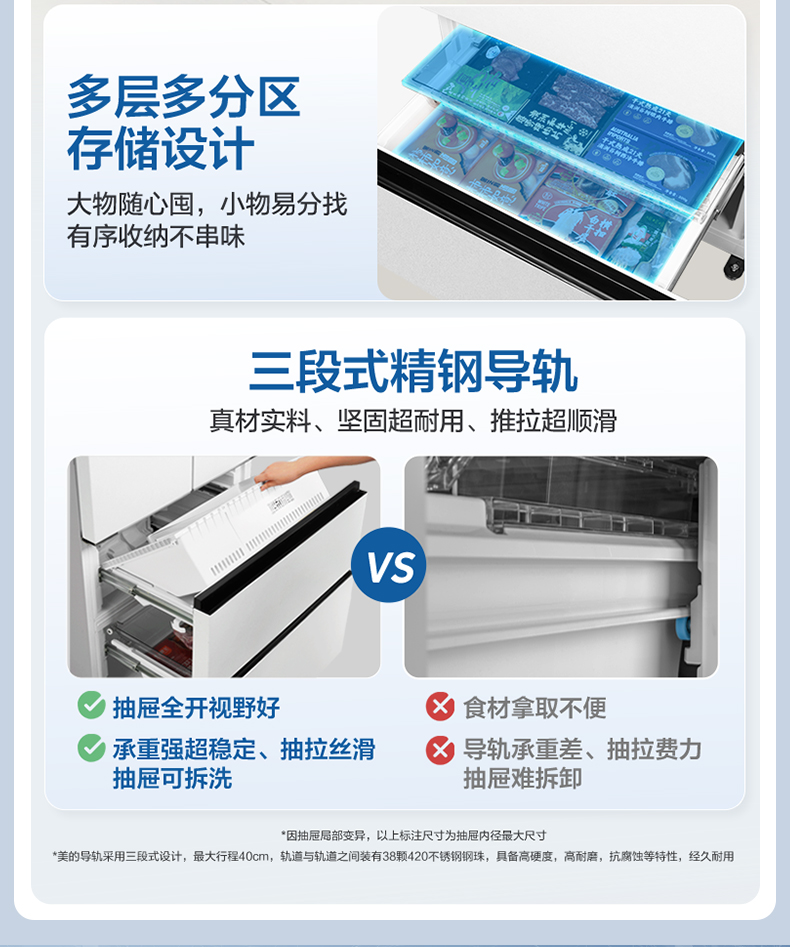 多层多分区
存储设计
大物随心囤，小物易分找
有序收纳不串味
AUSTRALIA
三段式精钢导轨
真材实料、坚固超耐用、推拉超顺滑
VS
抽屉全开视野好
承重强超稳定、抽拉丝滑
抽屉可拆洗
食材拿取不便
导轨承重差、抽拉费力
抽屉难拆卸
*因抽屉局部变异，以上标注尺寸为抽屉内径最大尺寸
*美的导轨采用三段式设计，最大行程40cm，轨道与轨道之间装有38颗420不锈钢钢珠，具备高硬度，高耐磨，抗腐蚀等特性，经久耐用